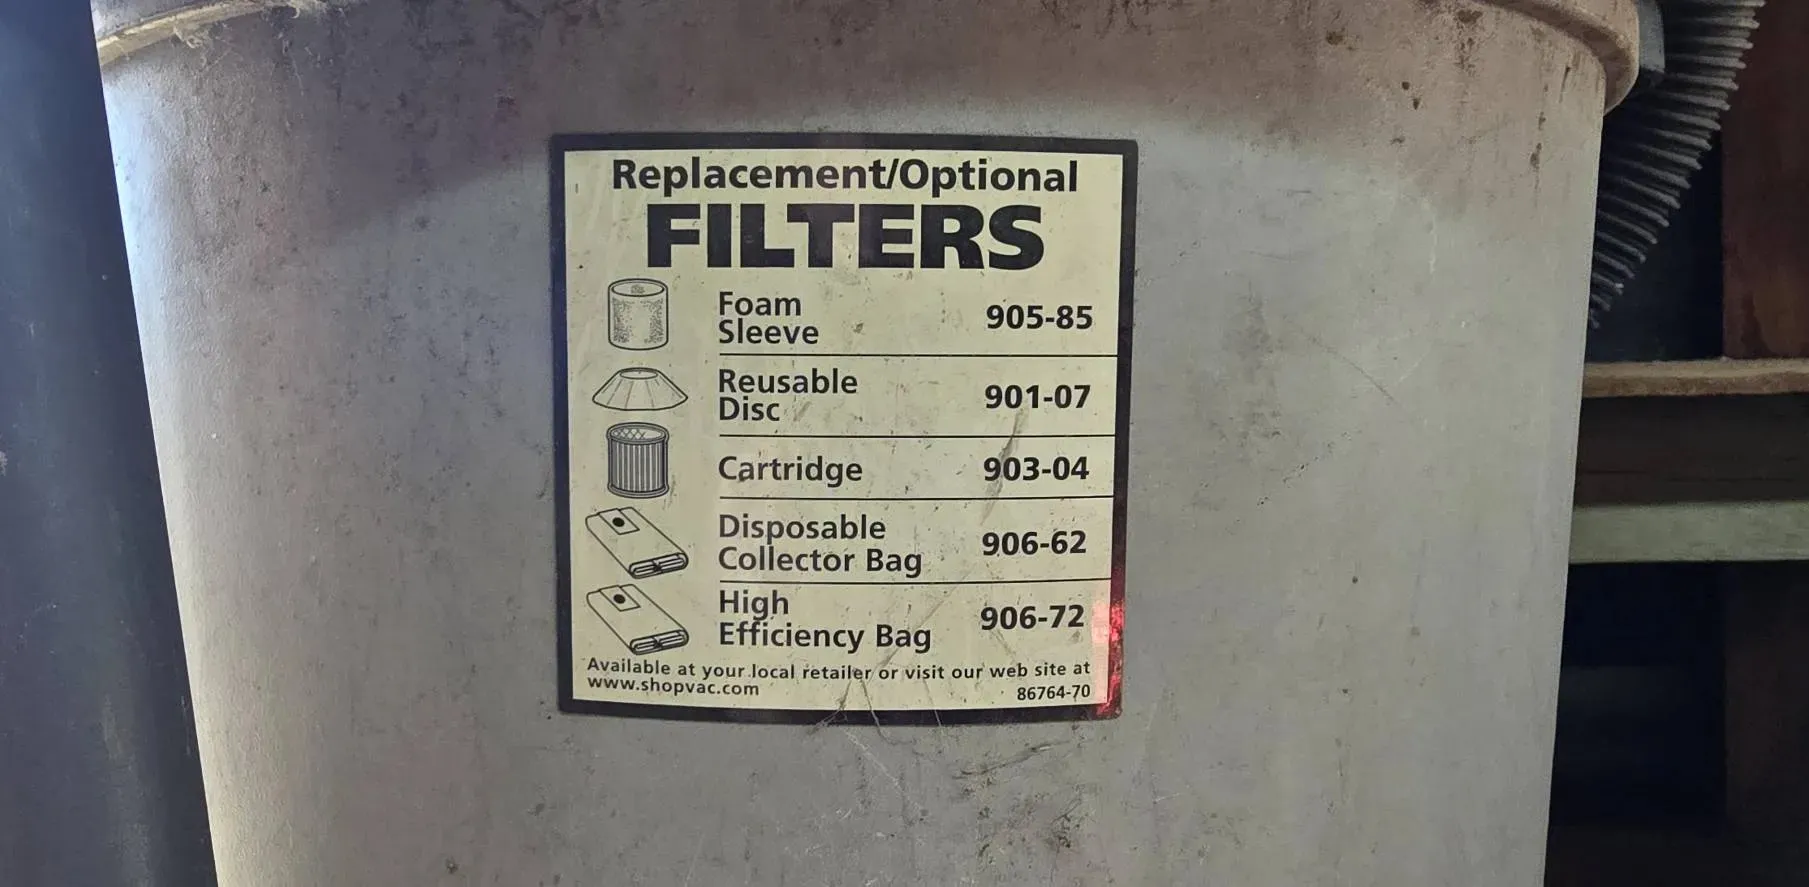 Replacement/Optional
FILTERS
Foam
Sleeve
905-85
Reusable
Disc
901-07
Cartridge
903-04
Disposable
Collector Bag
906-62
High
Efficiency Bag
906-72
Available at your local retailer or visit our web site at
www.shopvac.com
86764-70